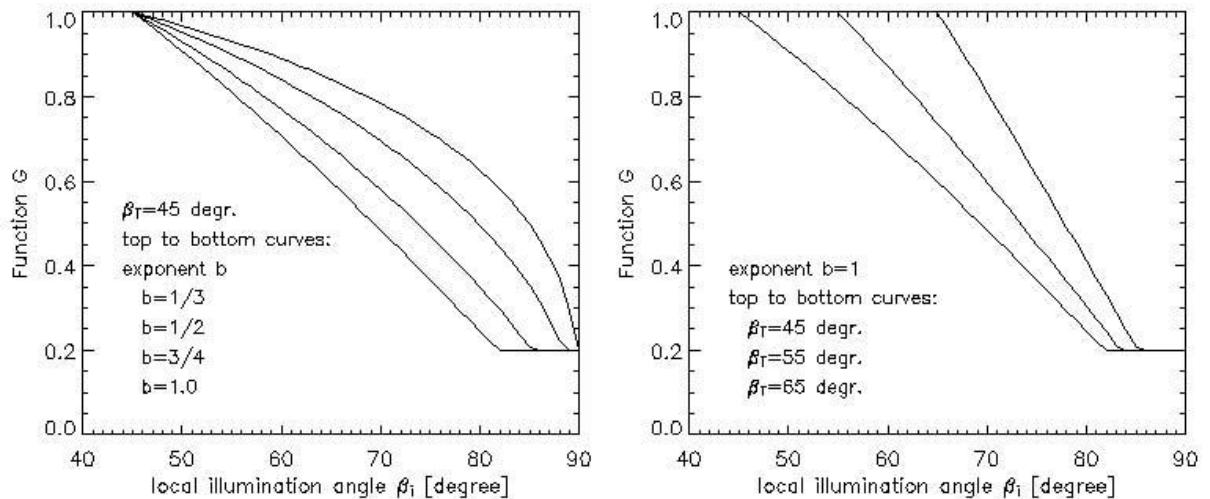 1.0
0.8
0.6
0.4
0.2
0.0
Function G
βT=45 degr.
top to bottom curves:
exponent b
b=1/3
b=1/2
b=3/4
b=1.0
40 50 60 70 80 90
local illumination angle βi [degree]
1.0
0.8
0.6
0.4
0.2
0.0
Function G
exponent b=1
top to bottom curves:
βT=45 degr.
βT=55 degr.
βT=65 degr.
40 50 60 70 80 90
local illumination angle βi [degree]